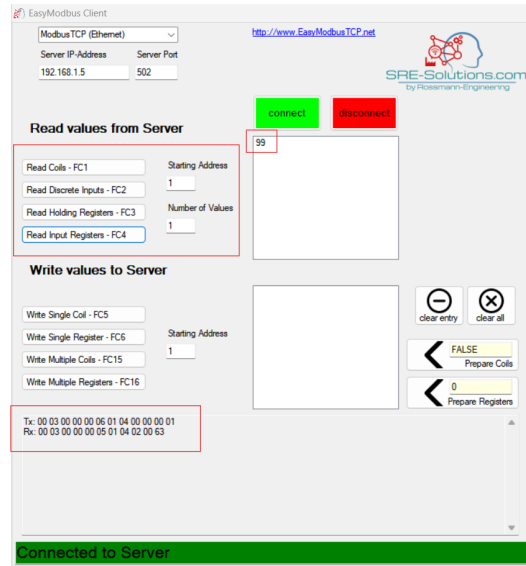 EasyModbus Client
ModbusTCP (Ethernet)
http://www.EasyModbusTCP.net
Server IP-Address Server Port
192.168.1.5 502
SRE-Solutions.com
by Rossmann-Engineering
connect disconnect
Read values from Server
99
Read Coils - FC1 Starting Address
Read Discrete Inputs - FC2 1
Read Holding Registers - FC3 Number of Values
Read Input Registers - FC4 1
Write values to Server
clear entry clear all
Write Single Coil - FC5
Write Single Register - FC6 Starting Address
Write Multiple Coils - FC15 1
Write Multiple Registers - FC16
FALSE
Prepare Coils
0
Prepare Registers
Tx: 00 03 00 00 00 06 01 04 00 00 00 01
Rx: 00 03 00 00 00 05 01 04 02 00 63
Connected to Server